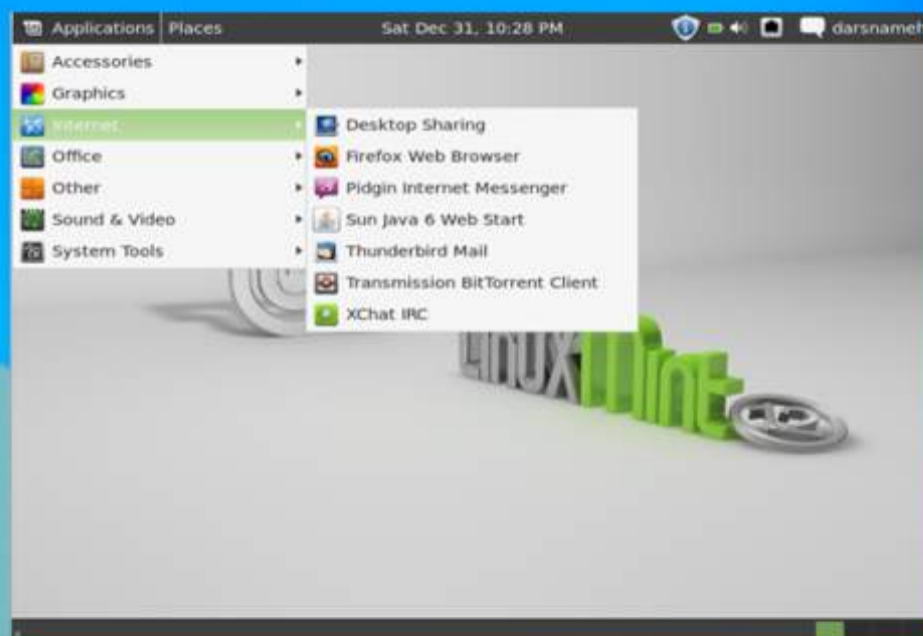 Applications Places Sat Dec 31, 10:28 PM darsnameh
Accessories
Graphics
Internet
Office
Other
Sound & Video
System Tools
Desktop Sharing
Firefox Web Browser
Pidgin Internet Messenger
Sun Java 6 Web Start
Thunderbird Mail
Transmission BitTorrent Client
XChat IRC
LINUX Mint 12